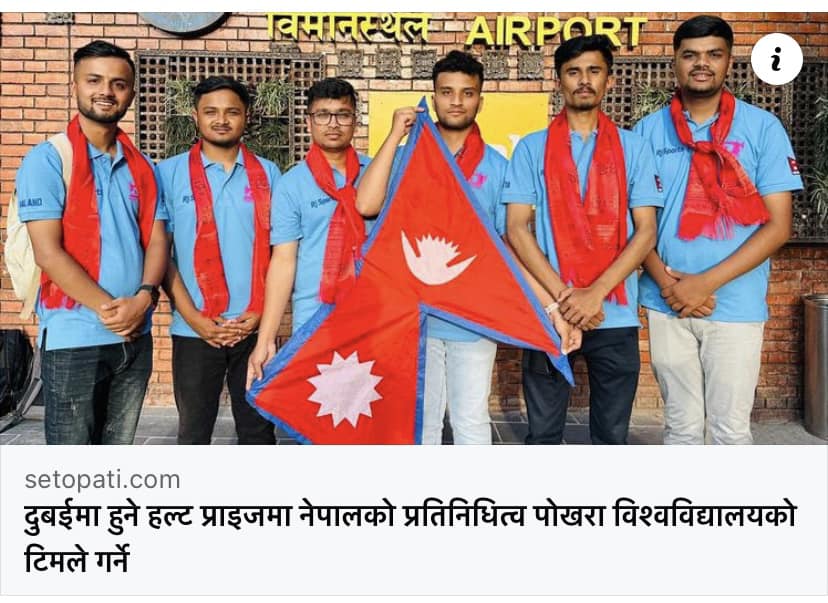 विमानस्थल
AIRPORT
i
setopati.com
दुबईमा हुने हल्ट प्राइजमा नेपालको प्रतिनिधित्व पोखरा विश्वविद्यालयको
टिमले गर्ने